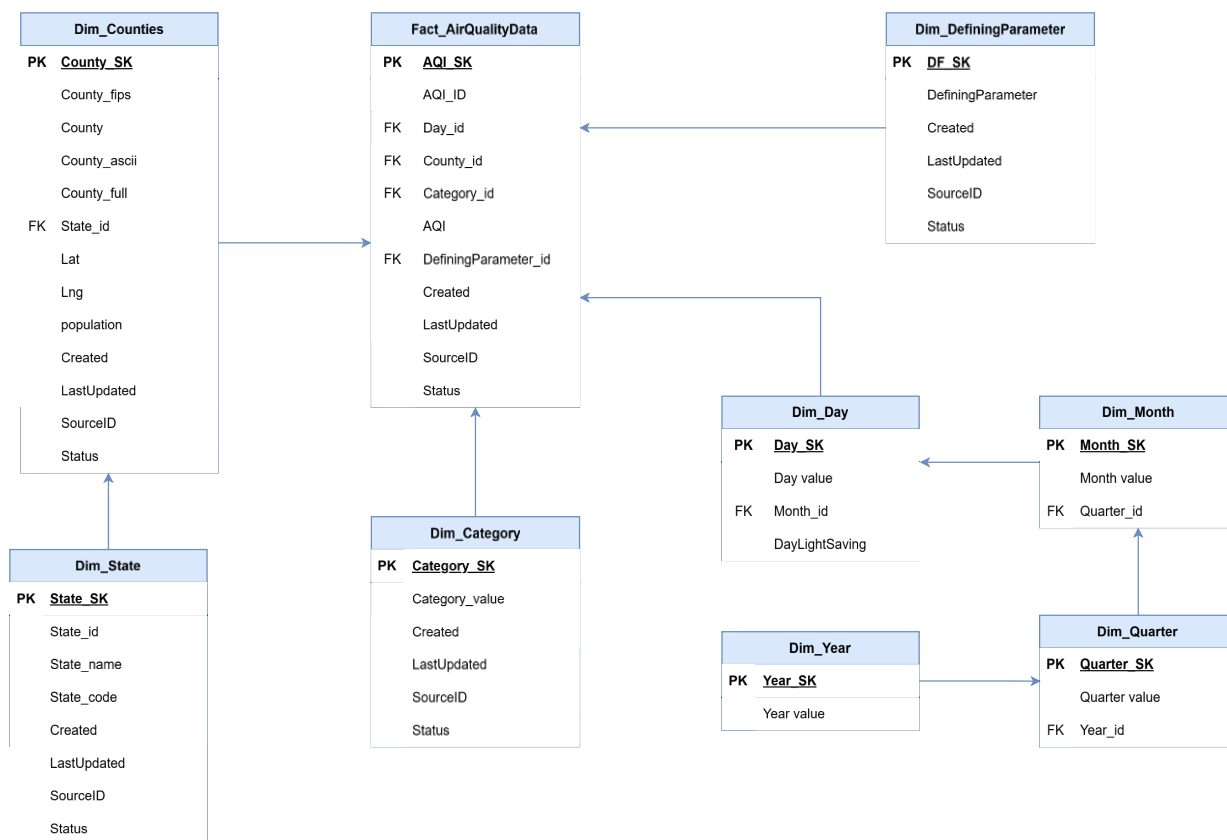 Dim_Counties
PK County_SK
County_fips
County
County_ascii
County_full
FK State_id
Lat
Lng
population
Created
LastUpdated
SourceID
Status
Fact_AirQualityData
PK AQI_SK
AQI_ID
FK Day_id
FK County_id
FK Category_id
AQI
FK DefiningParameter_id
Created
LastUpdated
SourceID
Status
Dim_DefiningParameter
PK DF_SK
DefiningParameter
Created
LastUpdated
SourceID
Status
Dim_Day
PK Day_SK
Day value
FK Month_id
DayLightSaving
Dim_Month
PK Month_SK
Month value
FK Quarter_id
Dim_State
PK State_SK
State_id
State_name
State_code
Created
LastUpdated
SourceID
Status
Dim_Category
PK Category_SK
Category_value
Created
LastUpdated
SourceID
Status
Dim_Year
PK Year_SK
Year value
Dim_Quarter
PK Quarter_SK
Quarter value
FK Year_id